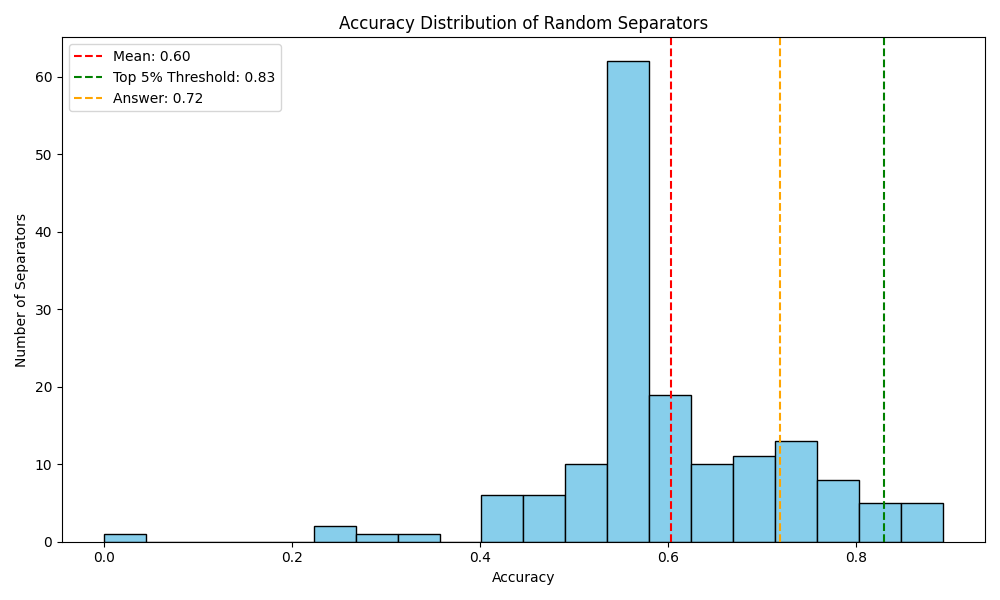 Accuracy Distribution of Random Separators
Mean: 0.60
Top 5% Threshold: 0.83
Answer: 0.72
Number of Separators
60
50
40
30
20
10
0
0.0 0.2 0.4 0.6 0.8
Accuracy